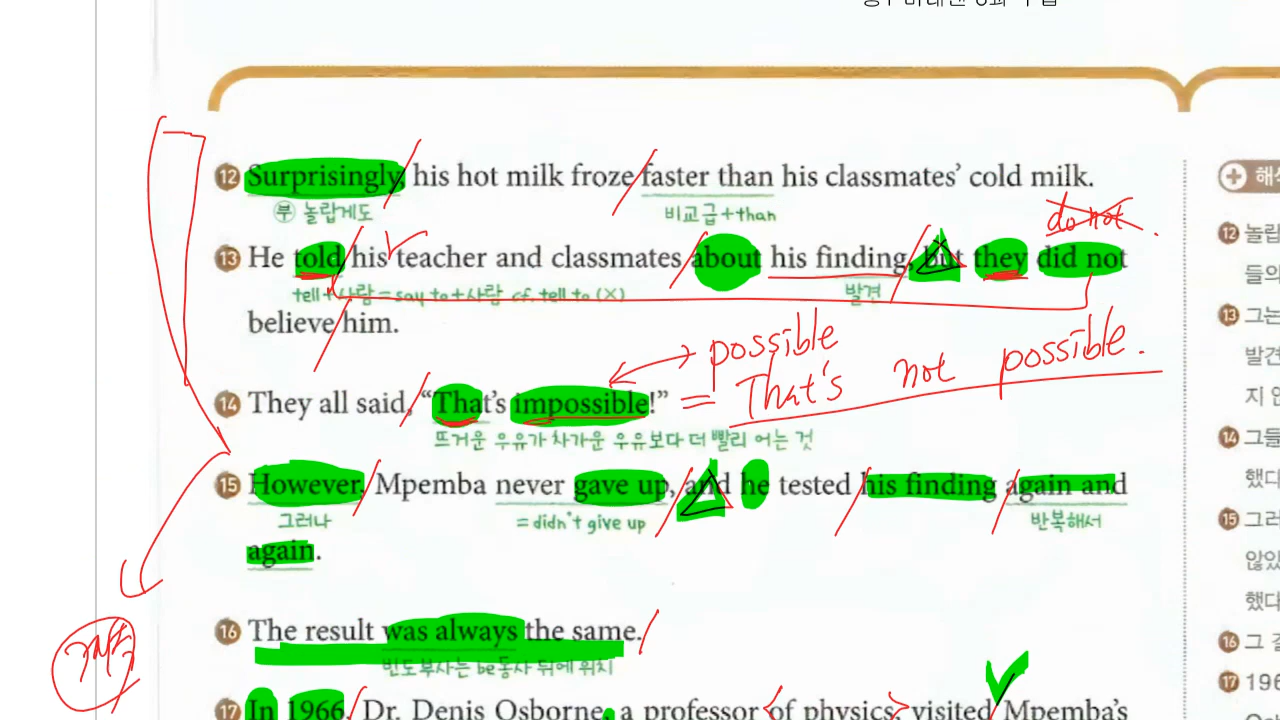 ⑫ Surprisingly, his hot milk froze faster than his classmates' cold milk.
㊝ 놀랍게도 비교급+than
do not.
⑬ He told his teacher and classmates about his finding, but they did not
tell+사람=say to+사람 cf. tell to (X) 발견
believe him.
possible
⑭ They all said, “That's impossible!” = That's not possible.
뜨거운 우유가 차가운 우유보다 더 빨리 어는 것
⑮ However, Mpemba never gave up, and he tested his finding again and
그러나 =didn't give up 반복해서
again.
⑯ The result was always the same.
빈도부사는 be동사 뒤에 위치
⑰ In 1966, Dr. Denis Osborne, a professor of physics, visited Mpemba's
⑫ 놀랍
들의
⑬ 그는
발견
지 않
⑭ 그들
했다
⑮ 그러
않았
했다
⑯ 그 결
⑰ 196